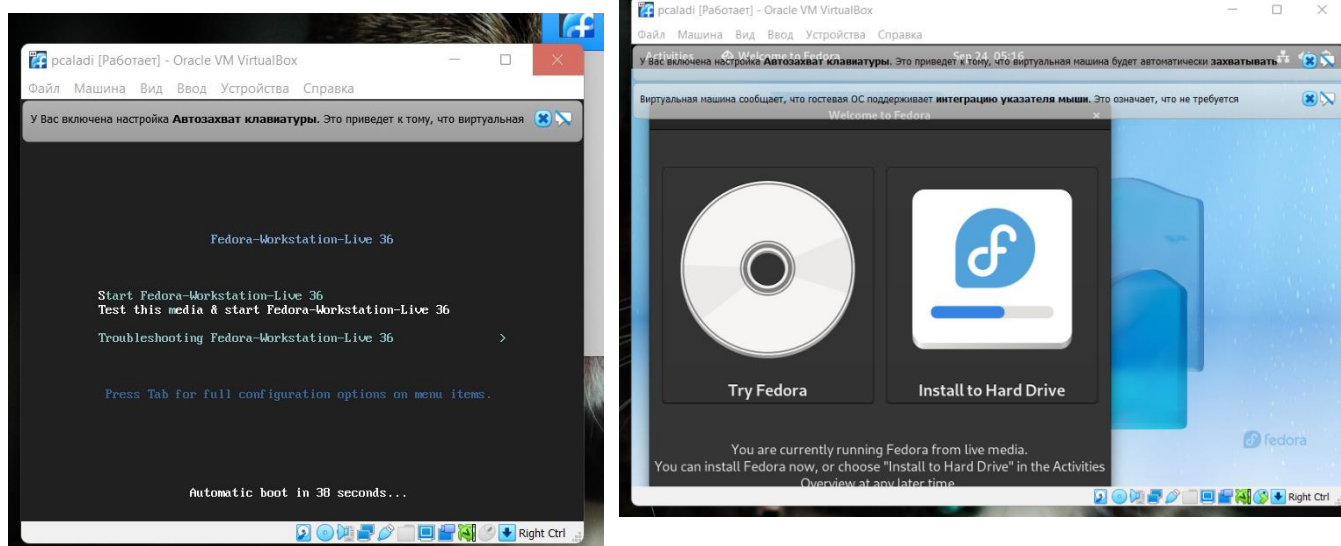 pcaladi [Работает] - Oracle VM VirtualBox
Файл Машина Вид Ввод Устройства Справка
У Вас включена настройка Автозахват клавиатуры. Это приведет к тому, что виртуальная
Fedora-Workstation-Live 36
Start Fedora-Workstation-Live 36
Test this media & start Fedora-Workstation-Live 36
Troubleshooting Fedora-Workstation-Live 36 >
Press Tab for full configuration options on menu items.
Automatic boot in 38 seconds...
Right Ctrl
pcaladi [Работает] - Oracle VM VirtualBox
Файл Машина Вид Ввод Устройства Справка
Activities Welcome to Fedora Sep 24 05:16
У Вас включена настройка Автозахват клавиатуры. Это приведет к тому, что виртуальная машина будет автоматически захватывать
Виртуальная машина сообщает, что гостевая ОС поддерживает интеграцию указателя мыши. Это означает, что не требуется
Welcome to Fedora
Try Fedora
Install to Hard Drive
You are currently running Fedora from live media.
You can install Fedora now, or choose "Install to Hard Drive" in the Activities
Overview at any later time.
fedora
Right Ctrl